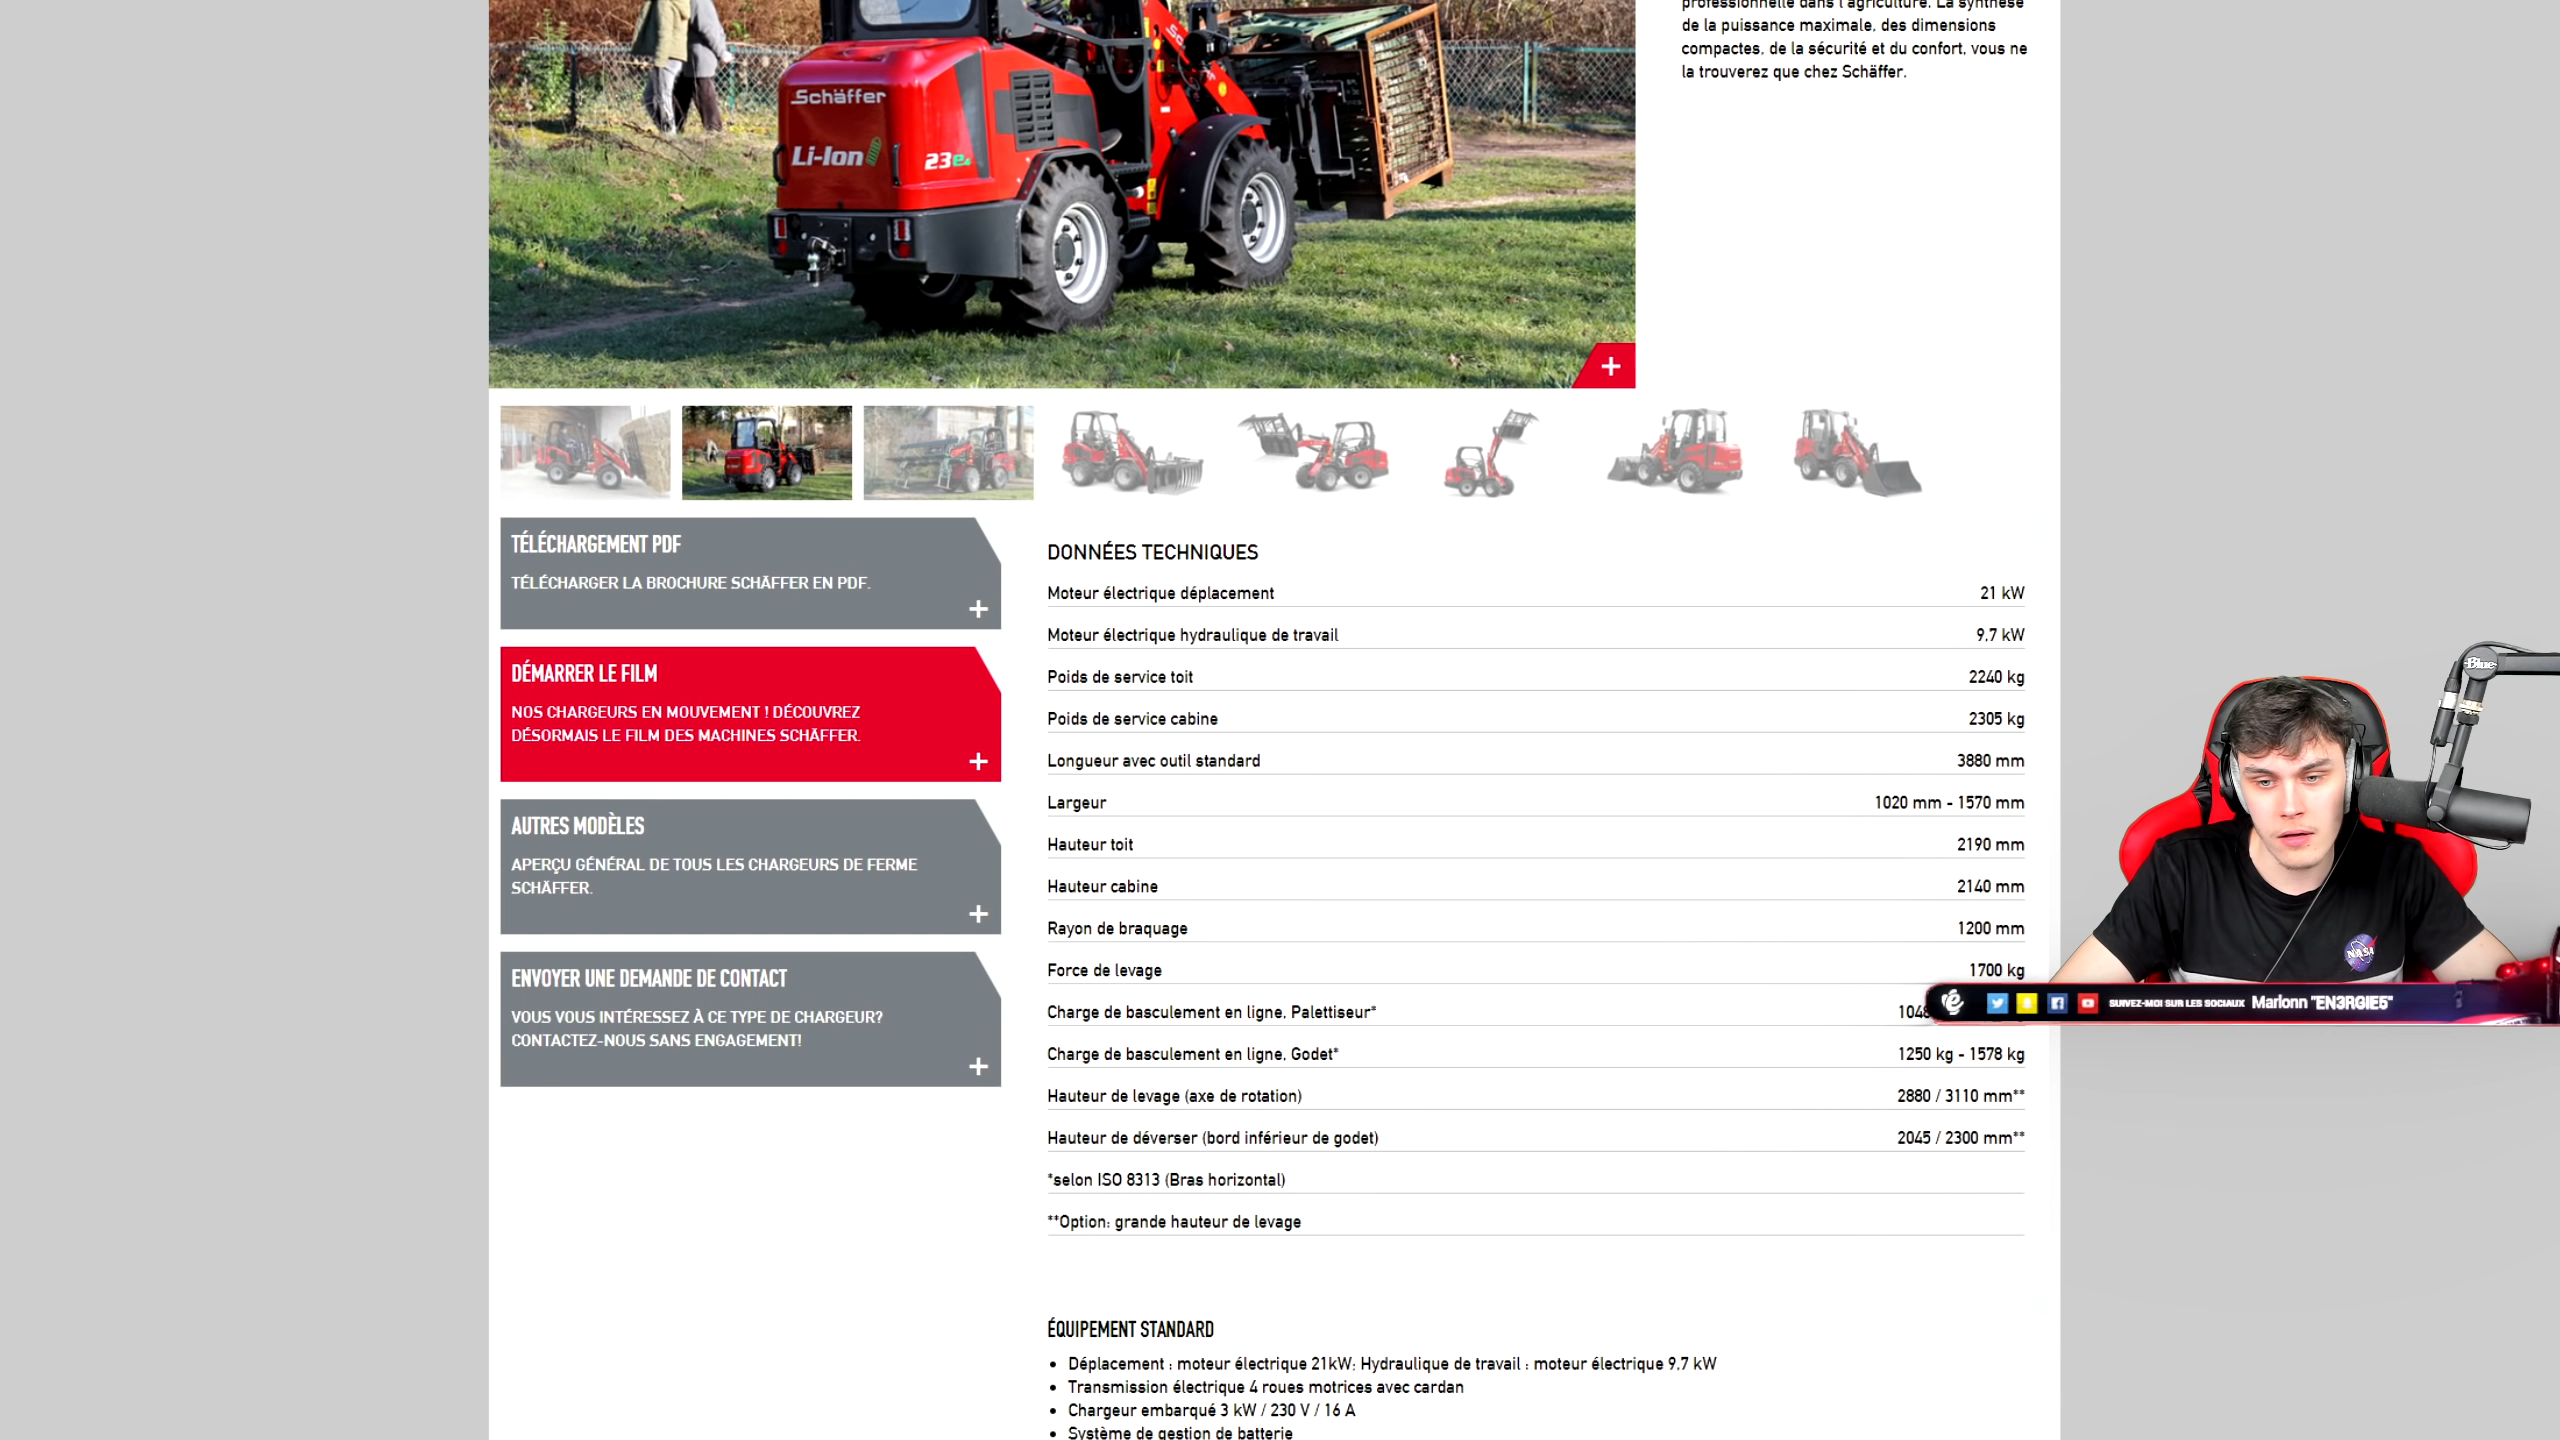 professionnelle dans l'agriculture. La synthèse
de la puissance maximale, des dimensions
compactes, de la sécurité et du confort, vous ne
la trouverez que chez Schäffer.
Schäffer
Li-Ion
23e
TÉLÉCHARGEMENT PDF
TÉLÉCHARGER LA BROCHURE SCHÄFFER EN PDF.
DÉMARRER LE FILM
NOS CHARGEURS EN MOUVEMENT ! DÉCOUVREZ
DÉSORMAIS LE FILM DES MACHINES SCHÄFFER.
AUTRES MODÈLES
APERÇU GÉNÉRAL DE TOUS LES CHARGEURS DE FERME
SCHÄFFER.
ENVOYER UNE DEMANDE DE CONTACT
VOUS VOUS INTÉRESSEZ À CE TYPE DE CHARGEUR?
CONTACTEZ-NOUS SANS ENGAGEMENT!
DONNÉES TECHNIQUES
Moteur électrique déplacement 21 kW
Moteur électrique hydraulique de travail 9,7 kW
Poids de service toit 2240 kg
Poids de service cabine 2305 kg
Longueur avec outil standard 3880 mm
Largeur 1020 mm - 1570 mm
Hauteur toit 2190 mm
Hauteur cabine 2140 mm
Rayon de braquage 1200 mm
Force de levage 1700 kg
Charge de basculement en ligne, Palettiseur* 1048
Charge de basculement en ligne, Godet* 1250 kg - 1578 kg
Hauteur de levage (axe de rotation) 2880 / 3110 mm**
Hauteur de déverser (bord inférieur de godet) 2045 / 2300 mm**
*selon ISO 8313 (Bras horizontal)
**Option: grande hauteur de levage
ÉQUIPEMENT STANDARD
• Déplacement : moteur électrique 21kW; Hydraulique de travail : moteur électrique 9,7 kW
• Transmission électrique 4 roues motrices avec cardan
• Chargeur embarqué 3 kW / 230 V / 16 A
• Système de gestion de batterie
Blue
NASA
SUIVEZ-MOI SUR LES SOCIAUX Marlonn "EN3RGIE5"